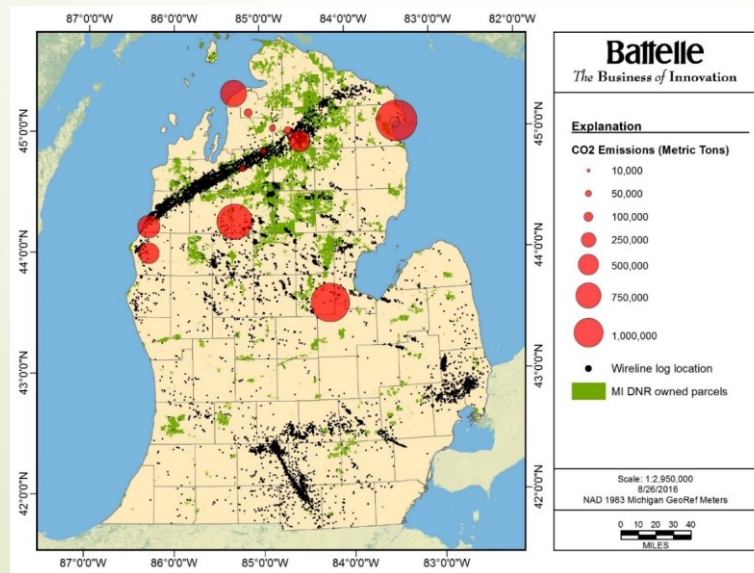 87°0'0"W 86°0'0"W 85°0'0"W 84°0'0"W 83°0'0"W 82°0'0"W
45°0'0"N
44°0'0"N
43°0'0"N
42°0'0"N
45°0'0"N
44°0'0"N
43°0'0"N
42°0'0"N
87°0'0"W 86°0'0"W 85°0'0"W 84°0'0"W 83°0'0"W
Battelle
The Business of Innovation
Explanation
CO2 Emissions (Metric Tons)
10,000
50,000
100,000
250,000
500,000
750,000
1,000,000
Wireline log location
MI DNR owned parcels
Scale: 1:2,950,000
8/26/2016
NAD 1983 Michigan GeoRef Meters
0 10 20 30 40
MILES